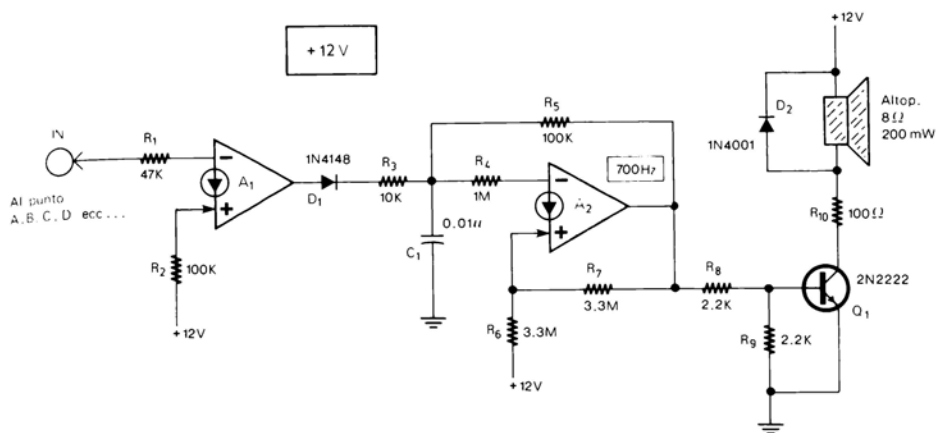 +12 V
+12V
IN
R1
47K
Al punto
A, B, C, D ecc...
R2
100K
+12V
−
+
A1
1N4148
D1
R3
10K
R5
100K
R4
1M
0.01u
C1
−
+
A2
700Hz
R7
3.3M
R6
3.3M
+12V
R8
2.2K
R9
2.2K
D2
1N4001
Altop.
8Ω
200 mW
R10
100Ω
2N2222
Q1